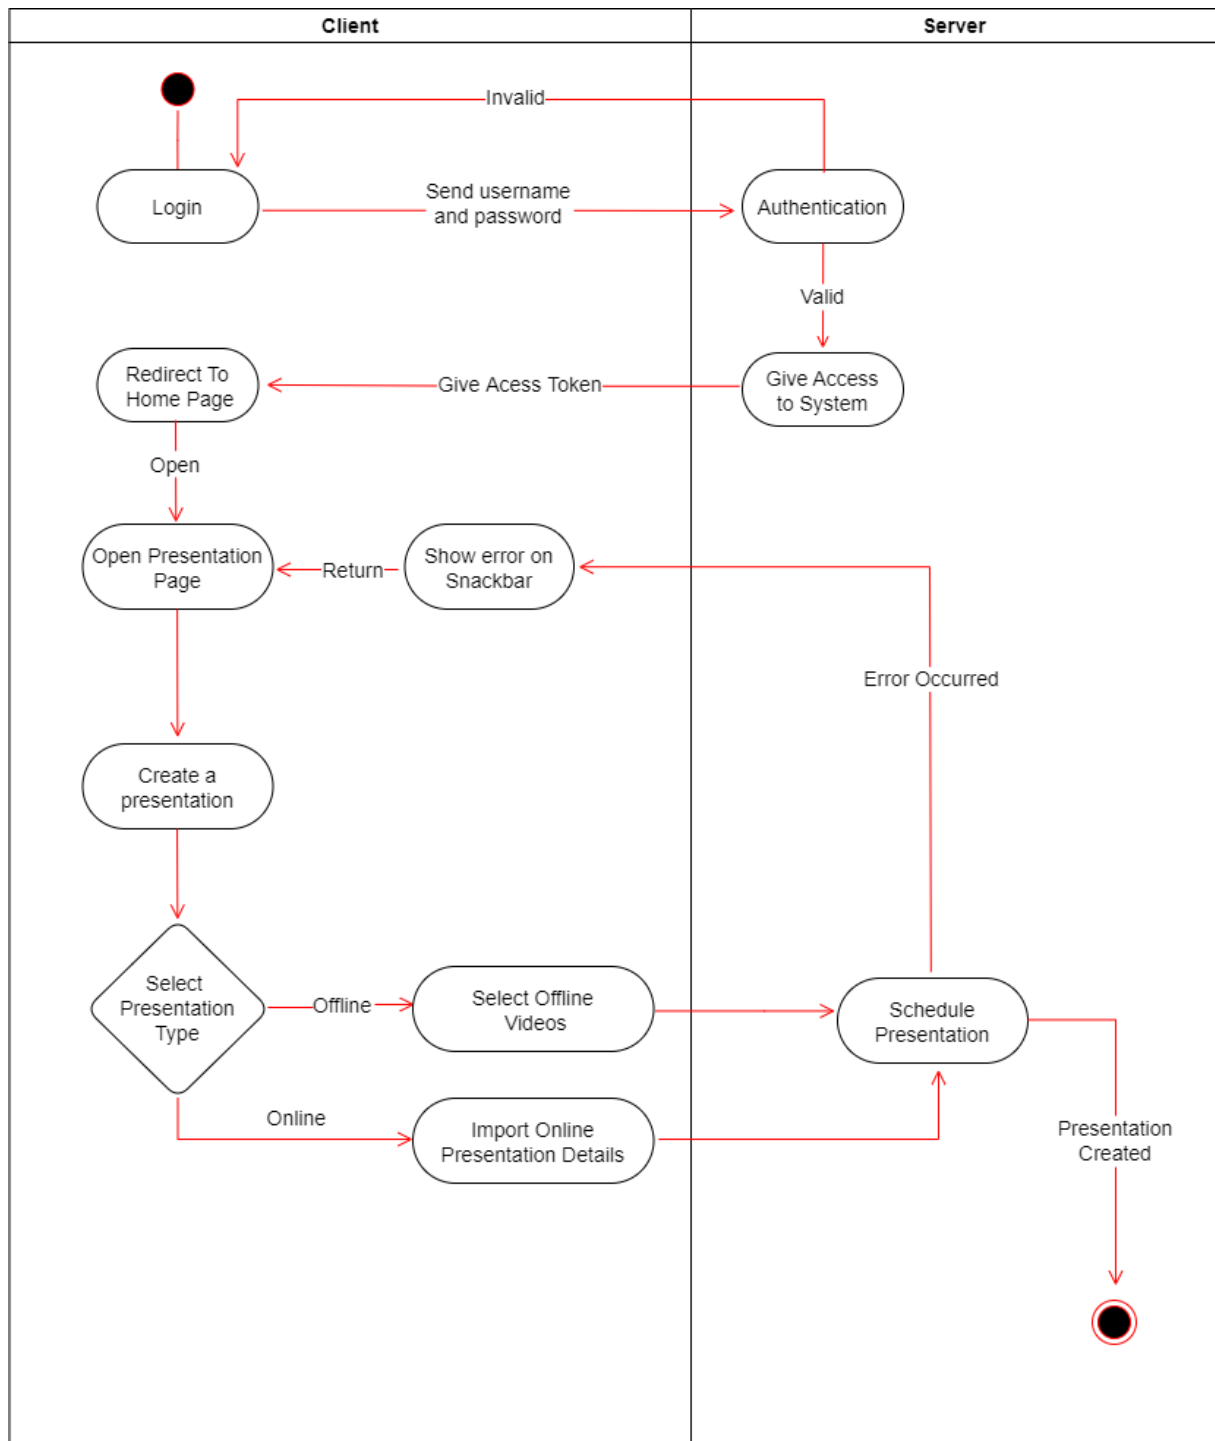 Client
Server
Invalid
Login
Send username
and password
Authentication
Valid
Redirect To
Home Page
Give Acess Token
Give Access
to System
Open
Open Presentation
Page
Return
Show error on
Snackbar
Error Occurred
Create a
presentation
Select
Presentation
Type
Offline
Select Offline
Videos
Schedule
Presentation
Online
Import Online
Presentation Details
Presentation
Created